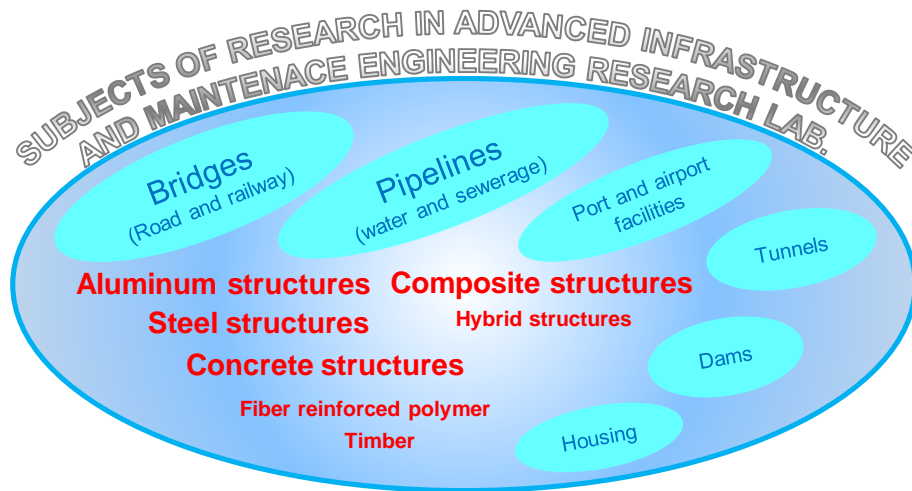 SUBJECTS OF RESEARCH IN ADVANCED INFRASTRUCTURE
AND MAINTENACE ENGINEERING RESEARCH LAB.
Bridges
(Road and railway)
Pipelines
(water and sewerage)
Port and airport
facilities
Tunnels
Aluminum structures
Composite structures
Steel structures
Hybrid structures
Concrete structures
Dams
Fiber reinforced polymer
Timber
Housing